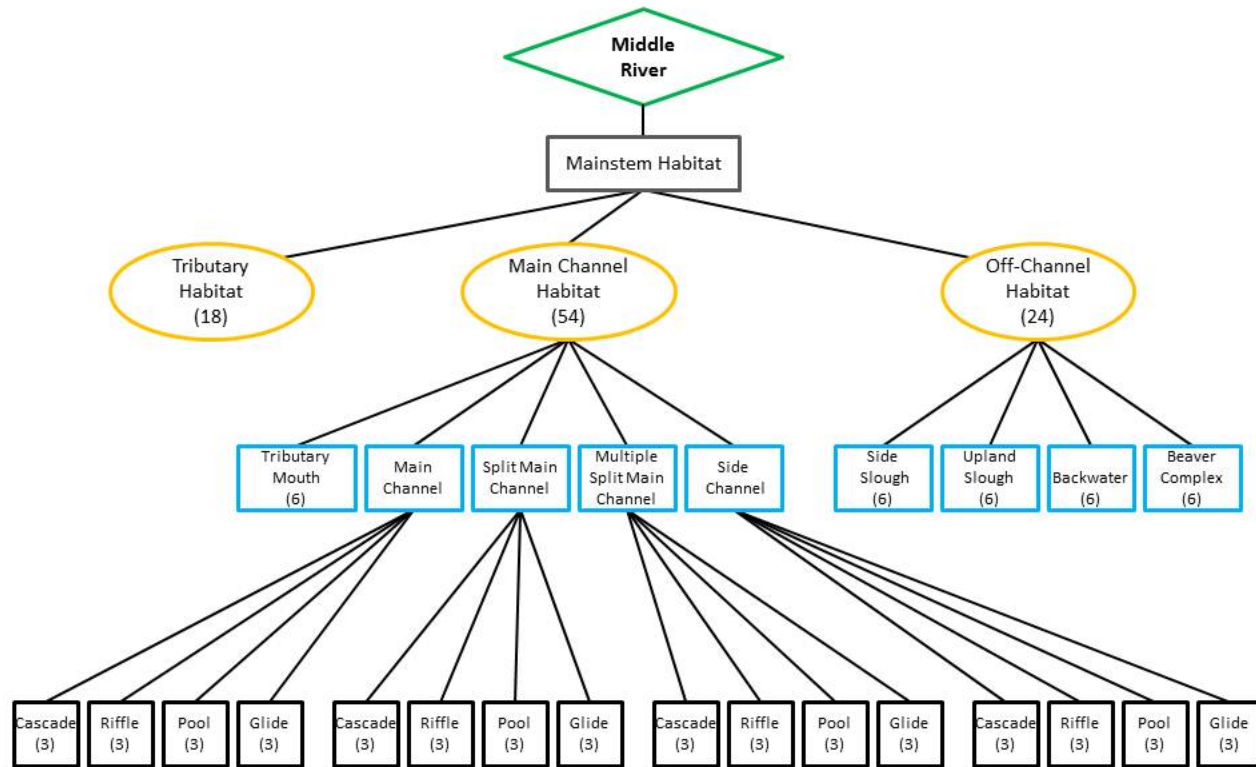 Middle
River
Mainstem Habitat
Tributary
Habitat
(18)
Main Channel
Habitat
(54)
Off-Channel
Habitat
(24)
Tributary
Mouth
(6)
Main
Channel
Split Main
Channel
Multiple
Split Main
Channel
Side
Channel
Side
Slough
(6)
Upland
Slough
(6)
Backwater
(6)
Beaver
Complex
(6)
Cascade
(3)
Riffle
(3)
Pool
(3)
Glide
(3)
Cascade
(3)
Riffle
(3)
Pool
(3)
Glide
(3)
Cascade
(3)
Riffle
(3)
Pool
(3)
Glide
(3)
Cascade
(3)
Riffle
(3)
Pool
(3)
Glide
(3)